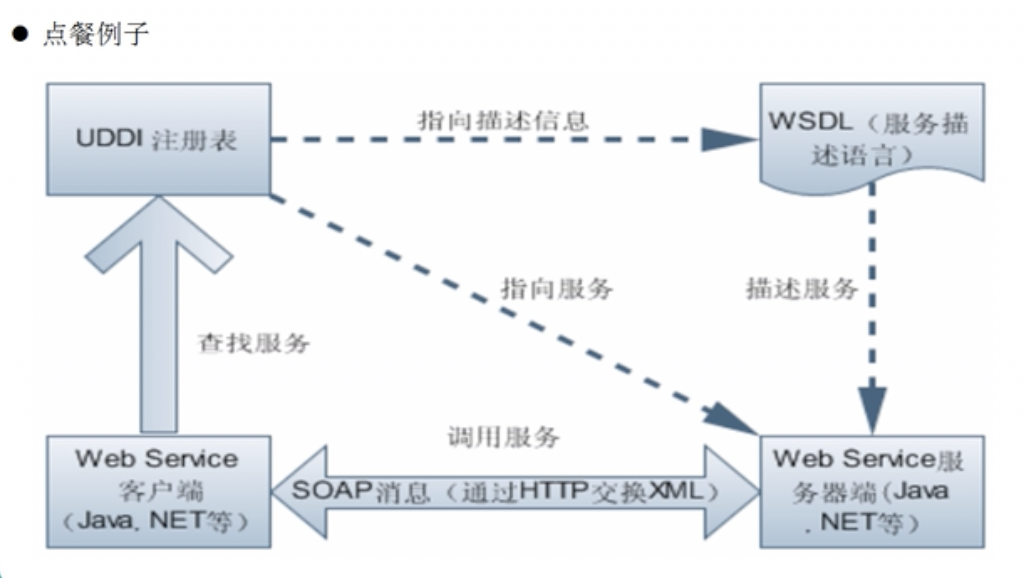 ● 点餐例子
UDDI 注册表
指向描述信息
WSDL（服务描
述语言）
指向服务
描述服务
查找服务
调用服务
Web Service
客户端
（Java, NET等）
SOAP消息（通过HTTP交换XML）
Web Service服
务器端(Java
, NET等）